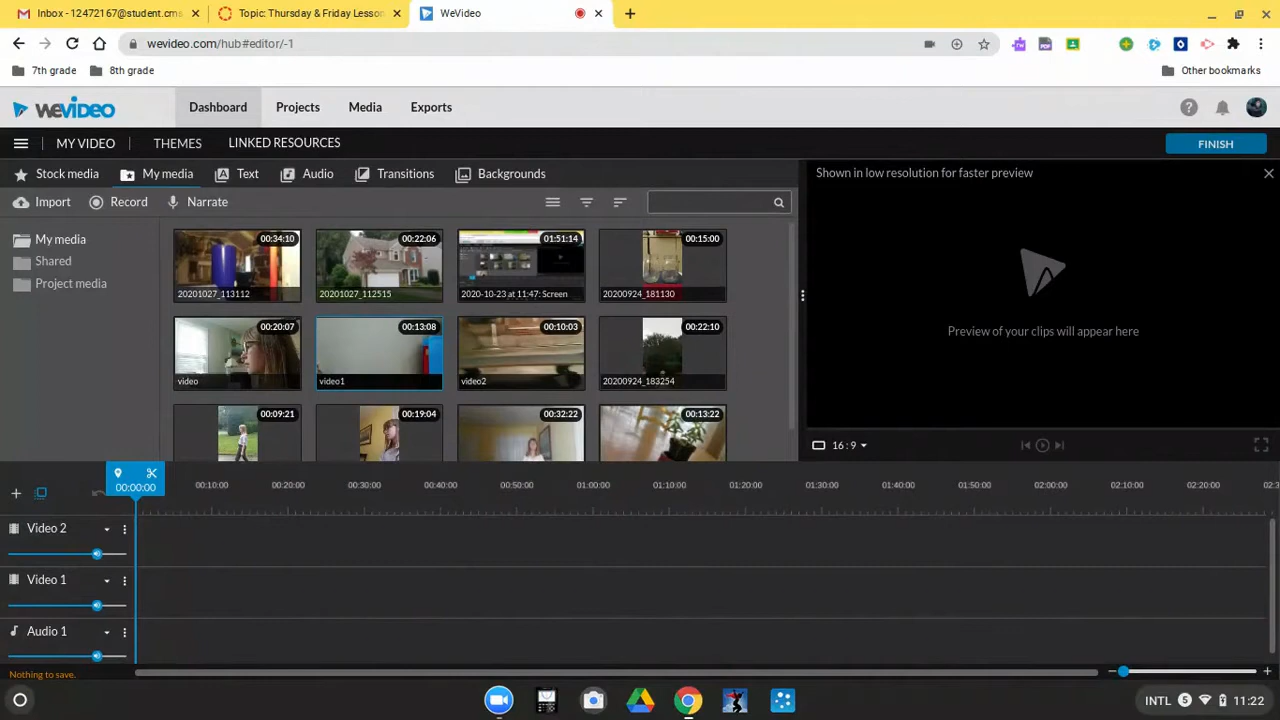 Inbox - 12472167@student.cms
Topic: Thursday & Friday Lesson
WeVideo
wevideo.com/hub#editor/-1
7th grade
8th grade
Other bookmarks
wevideo
Dashboard
Projects
Media
Exports
MY VIDEO
THEMES
LINKED RESOURCES
FINISH
Stock media
My media
Text
Audio
Transitions
Backgrounds
Shown in low resolution for faster preview
Import
Record
Narrate
My media
Shared
Project media
00:34:10
20201027_113112
00:22:06
20201027_112515
01:51:14
2020-10-23 at 11:47: Screen
00:15:00
20200924_181130
00:20:07
video
00:13:08
video1
00:10:03
video2
00:22:10
20200924_183254
00:09:21
00:19:04
00:32:22
00:13:22
Preview of your clips will appear here
16:9
00:00:00
00:10:00
00:20:00
00:30:00
00:40:00
00:50:00
01:00:00
01:10:00
01:20:00
01:30:00
01:40:00
01:50:00
02:00:00
02:10:00
02:20:00
02:3
Video 2
Video 1
Audio 1
Nothing to save.
INTL
5
11:22